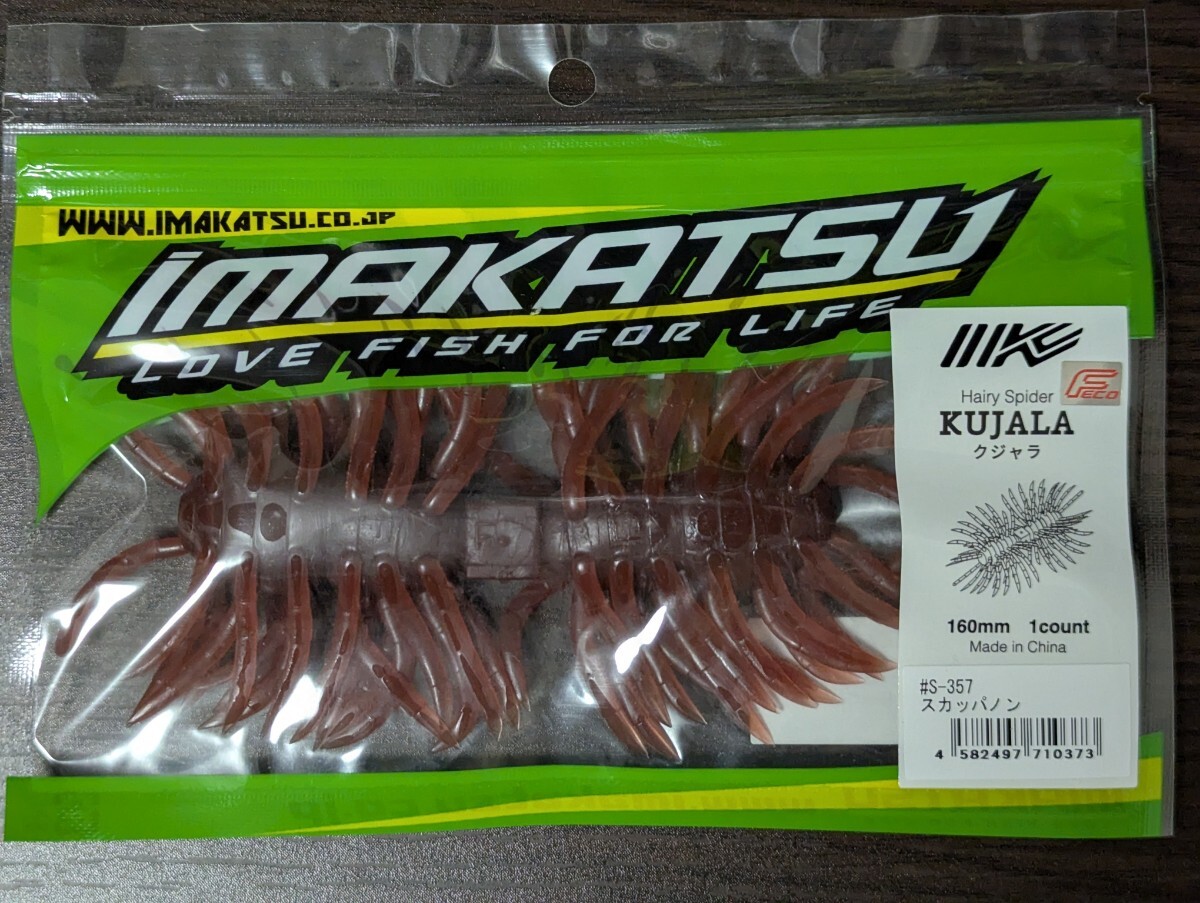 WWW.IMAKATSU.CO.JP
IMAKATSU
LOVE FISH FOR LIFE
Hairy Spider
Feco
KUJALA
クジャラ
160mm 1count
Made in China
#S-357
スカッパノン
4 582497 710373